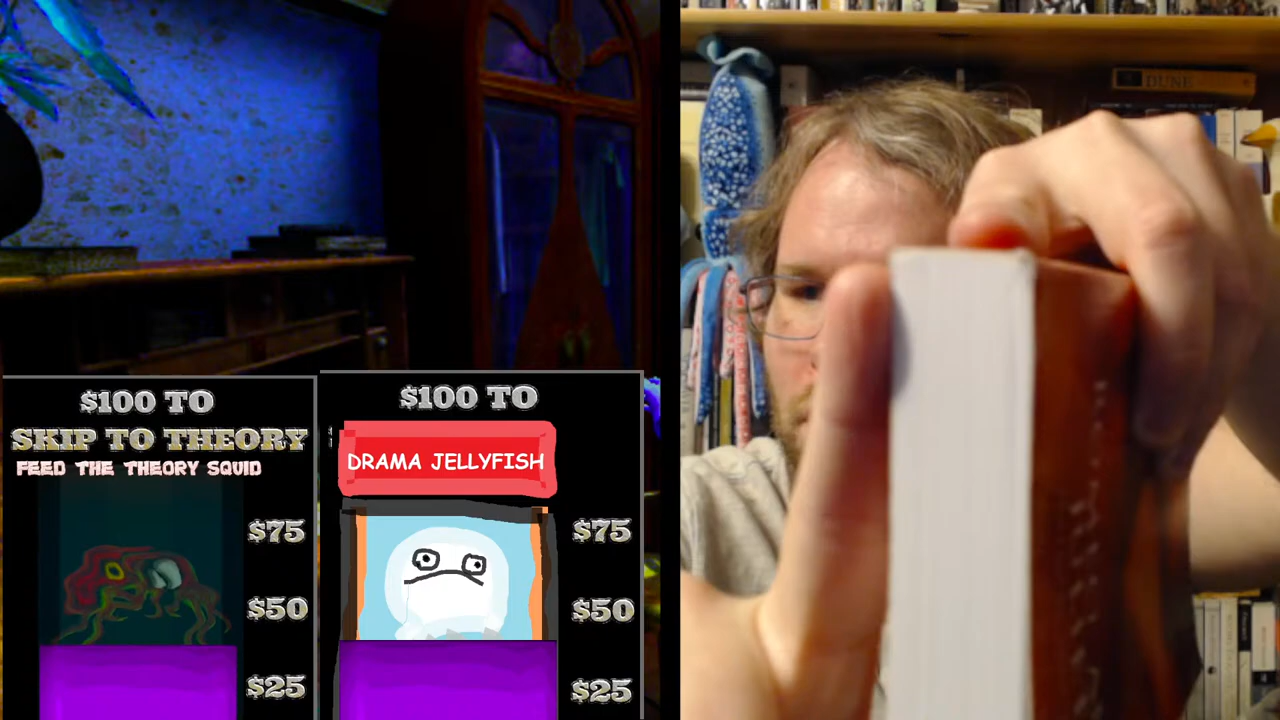 $100 TO
SKIP TO THEORY
FEED THE THEORY SQUID
$75
$50
$25
$100 TO
DRAMA JELLYFISH
$75
$50
$25
DUNE